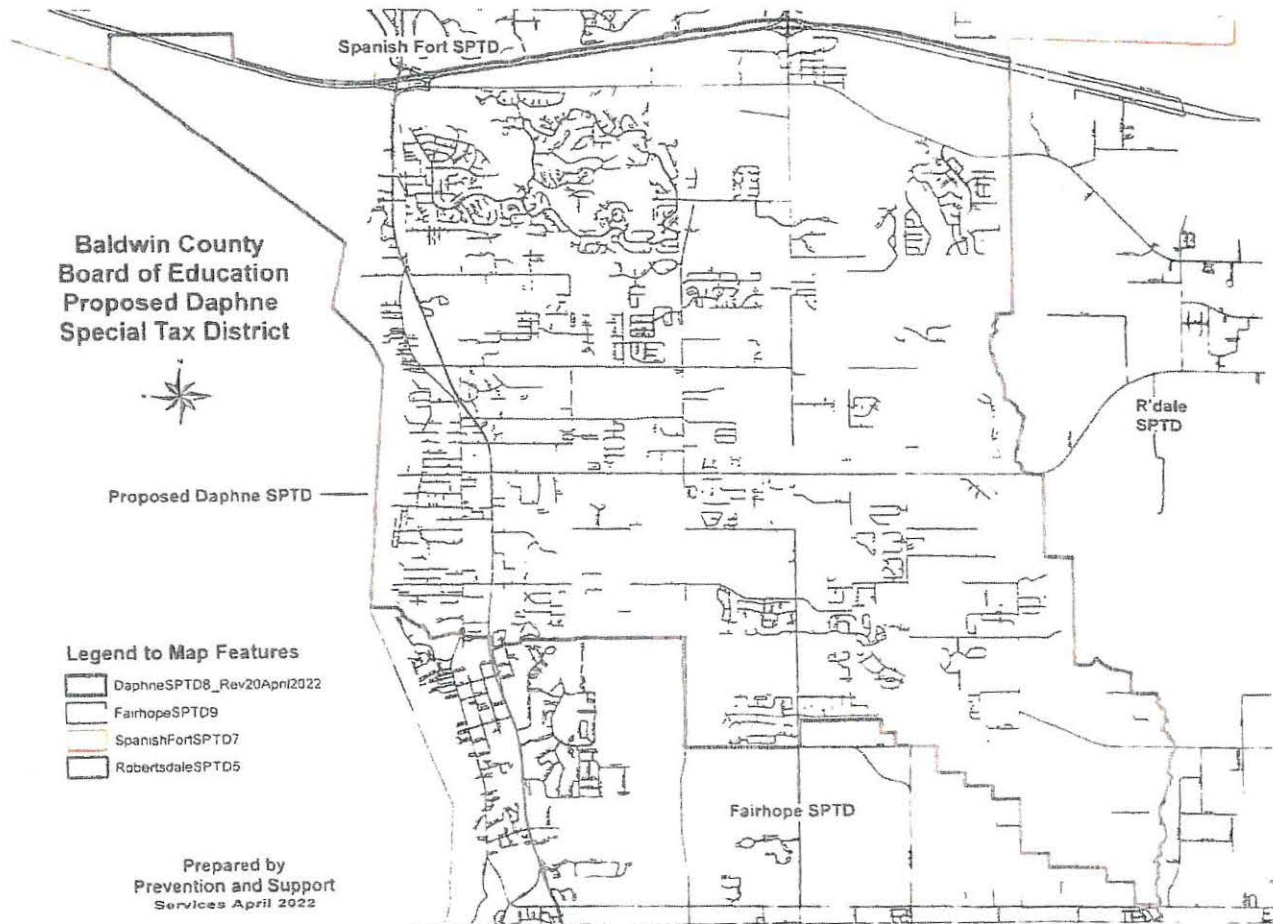 Spanish Fort SPTD
Baldwin County
Board of Education
Proposed Daphne
Special Tax District
R'dale
SPTD
Proposed Daphne SPTD
Legend to Map Features
DaphneSPTD8_Rev20April2022
FairhopeSPTD9
SpanishFortSPTD7
RobertsdaleSPTD5
Fairhope SPTD
Prepared by
Prevention and Support
Services April 2022